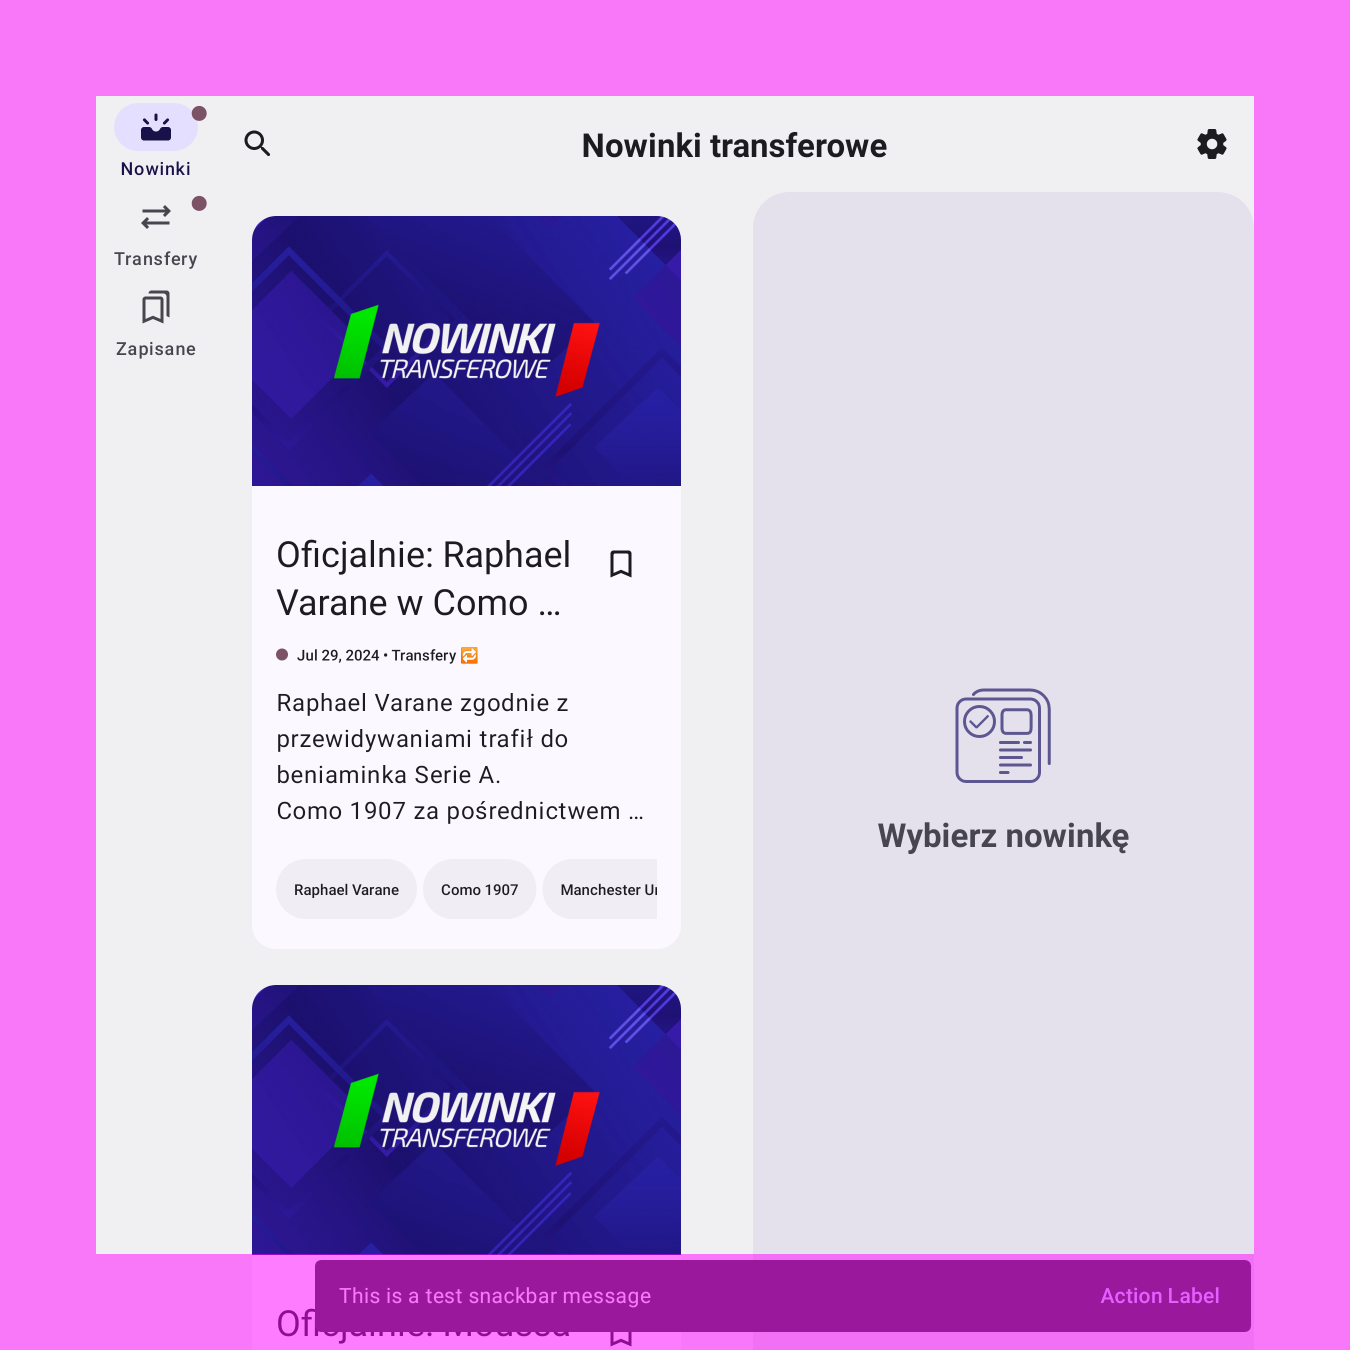 Nowinki
Transfery
Zapisane
Nowinki transferowe
NOWINKI
TRANSFEROWE
Oficjalnie: Raphael
Varane w Como ...
Jul 29, 2024 • Transfery 🔁
Raphael Varane zgodnie z
przewidywaniami trafił do
beniaminka Serie A.
Como 1907 za pośrednictwem ...
Raphael Varane
Como 1907
Manchester
NOWINKI
TRANSFEROWE
Wybierz nowinkę
Oficjalnie: Moussa
This is a test snackbar message
Action Label